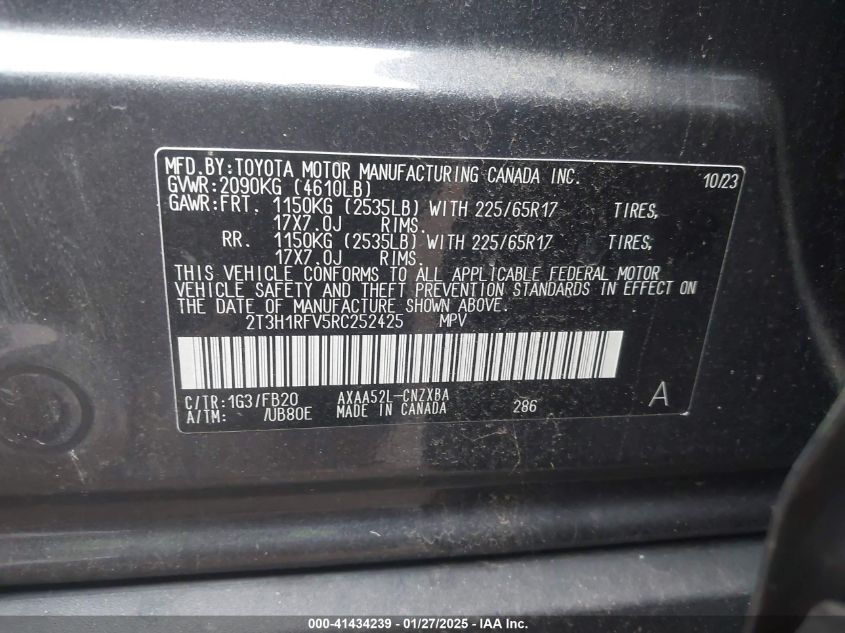 MFD.BY:TOYOTA MOTOR MANUFACTURING CANADA INC. 10/23
GVWR:2090KG (4610LB)
GAWR:FRT. 1150KG (2535LB) WITH 225/65R17 TIRES,
17X7.0J RIMS.
RR. 1150KG (2535LB) WITH 225/65R17 TIRES,
17X7.0J RIMS.
THIS VEHICLE CONFORMS TO ALL APPLICABLE FEDERAL MOTOR
VEHICLE SAFETY AND THEFT PREVENTION STANDARDS IN EFFECT ON
THE DATE OF MANUFACTURE SHOWN ABOVE.
2T3H1RFV5RC252425 MPV
C/TR:1G3/FB20 AXAA52L-CNZXBA
A/TM: /UB80E MADE IN CANADA 286 A
000-41434239 - 01/27/2025 - IAA Inc.